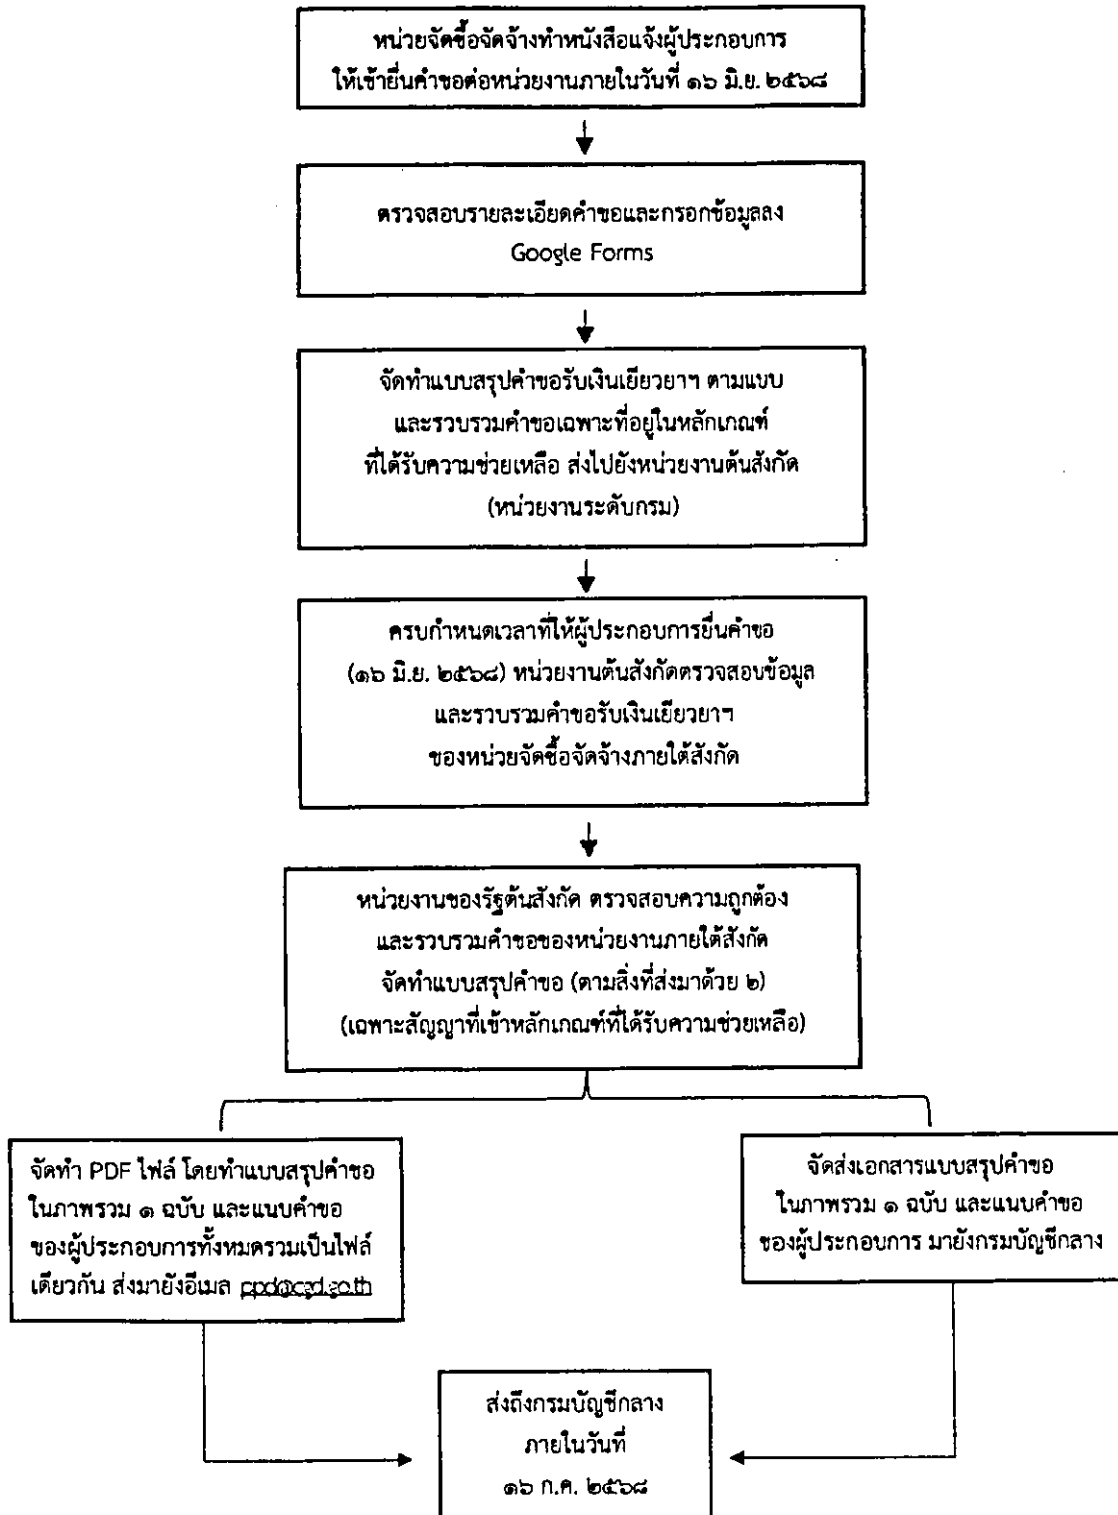 หน่วยจัดซื้อจัดจ้างทำหนังสือแจ้งผู้ประกอบการ
ให้เข้ายื่นคำขอต่อหน่วยงานภายในวันที่ ๑๖ มิ.ย. ๒๕๖๘
ตรวจสอบรายละเอียดคำขอและกรอกข้อมูลลง
Google Forms
จัดทำแบบสรุปคำขอรับเงินเยียวยาฯ ตามแบบ
และรวบรวมคำขอเฉพาะที่อยู่ในหลักเกณฑ์
ที่ได้รับความช่วยเหลือ ส่งไปยังหน่วยงานต้นสังกัด
(หน่วยงานระดับกรม)
ครบกำหนดเวลาที่ให้ผู้ประกอบการยื่นคำขอ
(๑๖ มิ.ย. ๒๕๖๘) หน่วยงานต้นสังกัดตรวจสอบข้อมูล
และรวบรวมคำขอรับเงินเยียวยาฯ
ของหน่วยจัดซื้อจัดจ้างภายใต้สังกัด
หน่วยงานของรัฐต้นสังกัด ตรวจสอบความถูกต้อง
และรวบรวมคำขอของหน่วยงานภายใต้สังกัด
จัดทำแบบสรุปคำขอ (ตามสิ่งที่ส่งมาด้วย ๒)
(เฉพาะสัญญาที่เข้าหลักเกณฑ์ที่ได้รับความช่วยเหลือ)
จัดทำ PDF ไฟล์ โดยทำแบบสรุปคำขอ
ในภาพรวม ๑ ฉบับ และแนบคำขอ
ของผู้ประกอบการทั้งหมดรวมเป็นไฟล์
เดียวกัน ส่งมายังอีเมล ppd@cgd.go.th
จัดส่งเอกสารแบบสรุปคำขอ
ในภาพรวม ๑ ฉบับ และแนบคำขอ
ของผู้ประกอบการ มายังกรมบัญชีกลาง
ส่งถึงกรมบัญชีกลาง
ภายในวันที่
๑๖ ก.ค. ๒๕๖๘